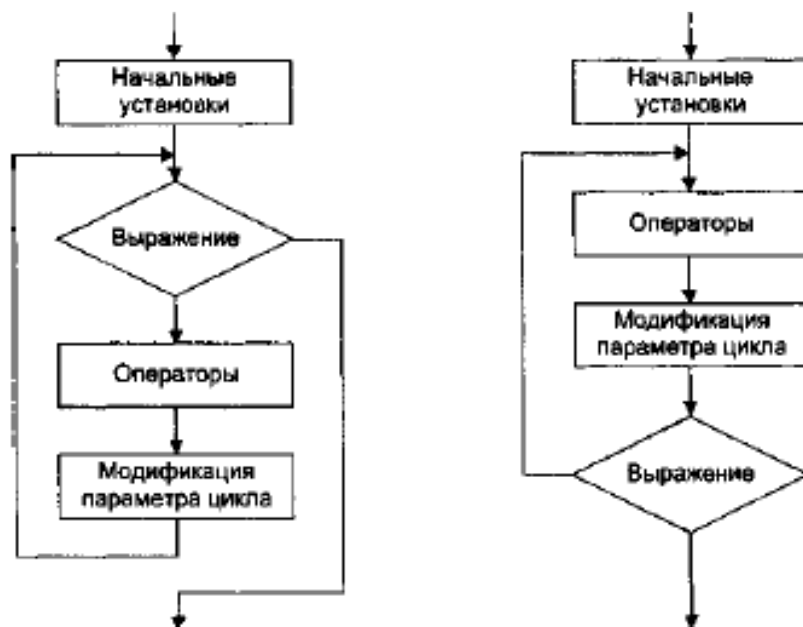 Начальные
установки
Выражение
Операторы
Модификация
параметра цикла
Начальные
установки
Операторы
Модификация
параметра цикла
Выражение